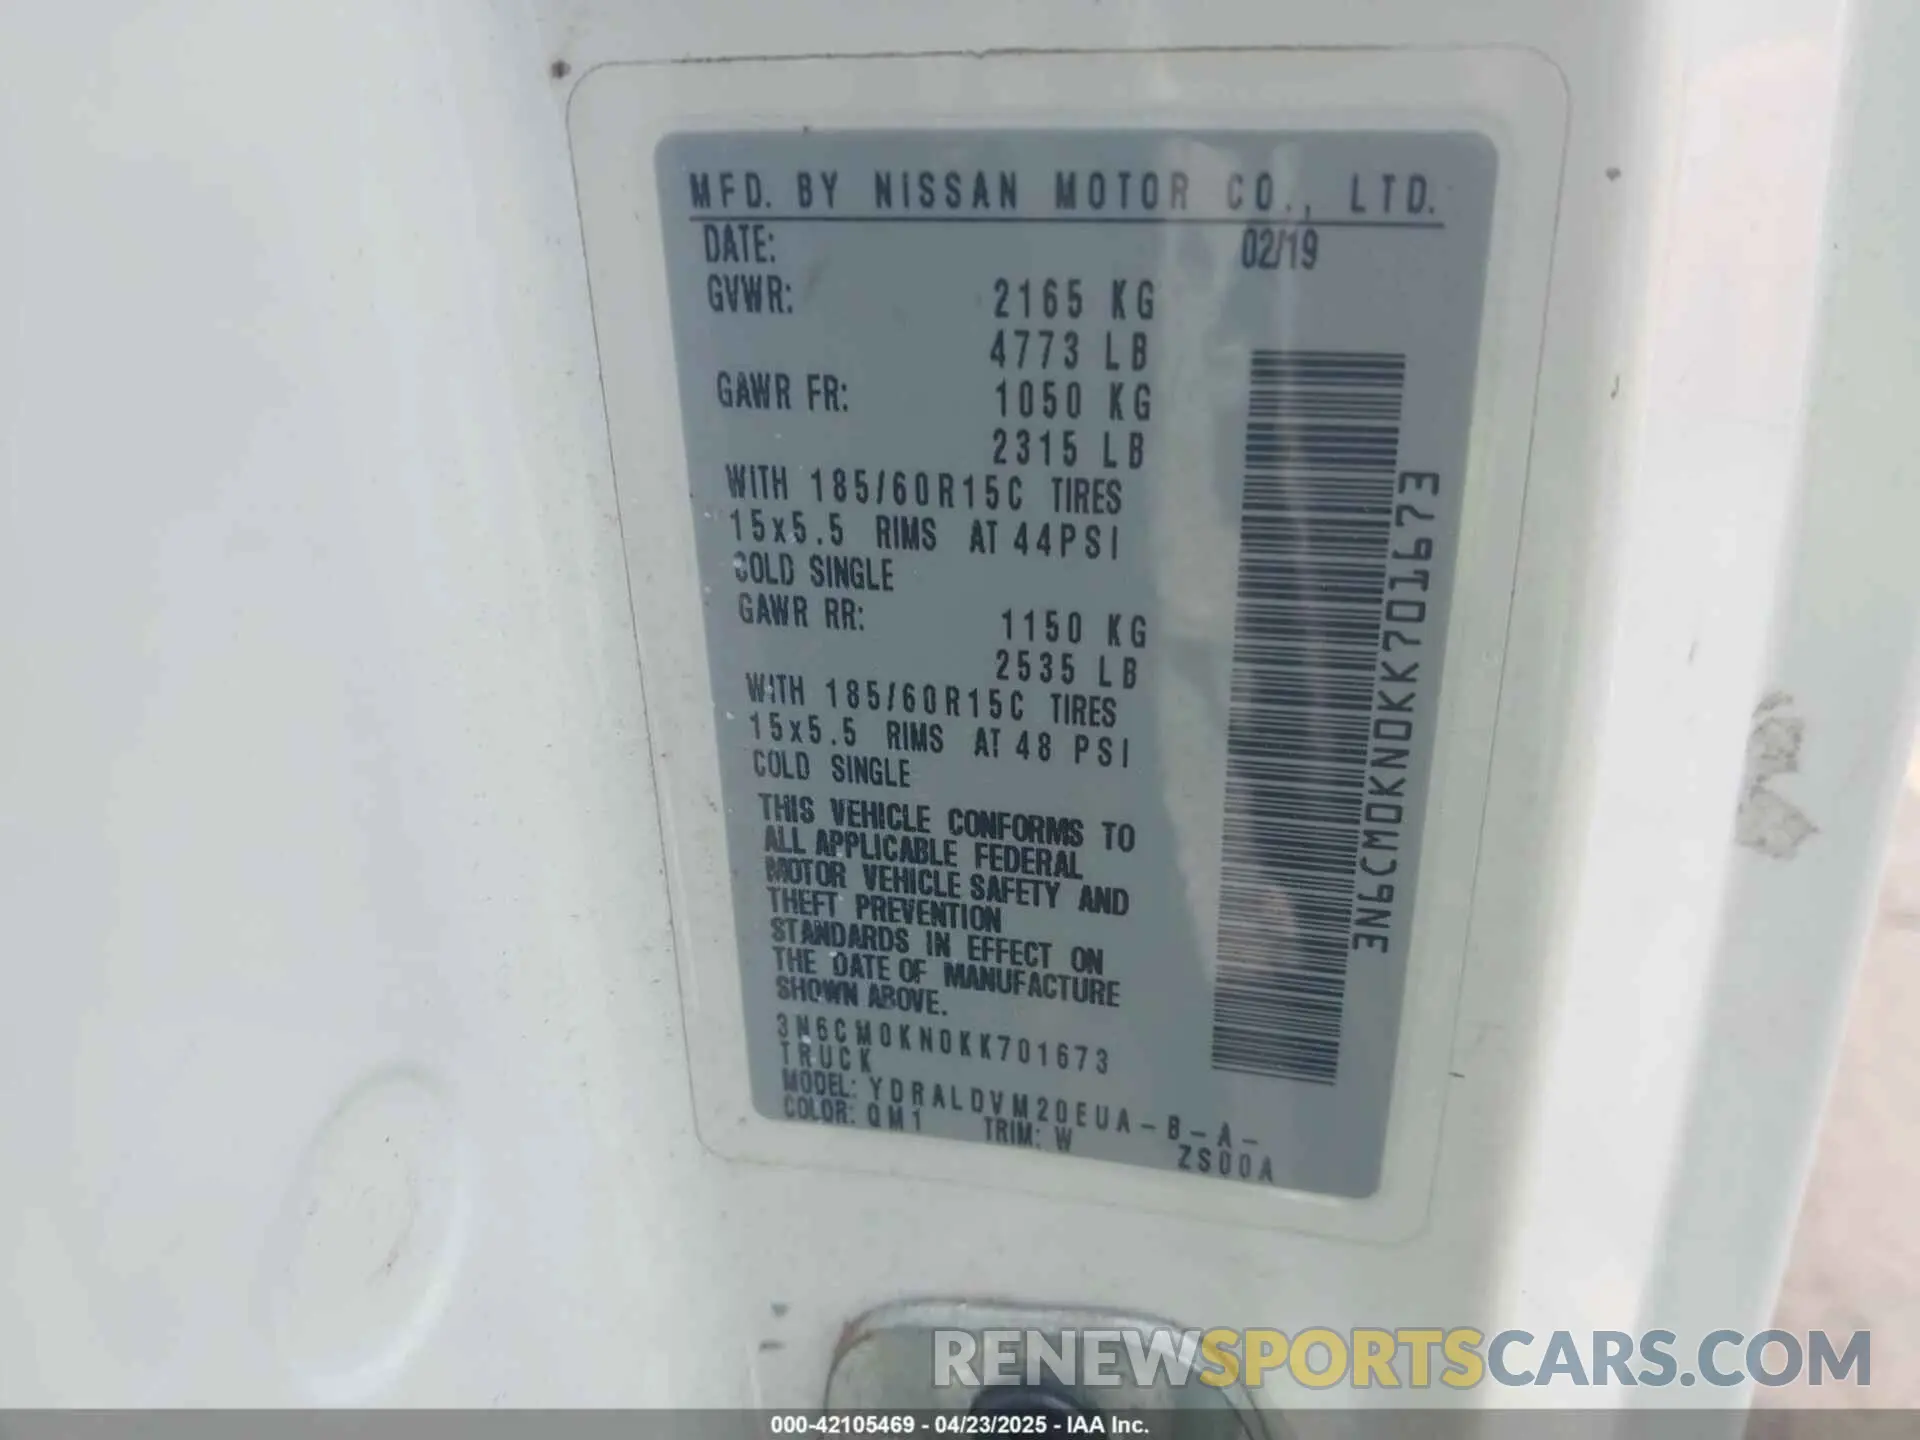 MFD. BY NISSAN MOTOR CO., LTD.
DATE: 02/19
GVWR: 2165 KG
4773 LB
GAWR FR: 1050 KG
2315 LB
WITH 185/60R15C TIRES
15x5.5 RIMS AT 44PSI
COLD SINGLE
GAWR RR: 1150 KG
2535 LB
WITH 185/60R15C TIRES
15x5.5 RIMS AT 48 PSI
COLD SINGLE
THIS VEHICLE CONFORMS TO
ALL APPLICABLE FEDERAL
MOTOR VEHICLE SAFETY AND
THEFT PREVENTION
STANDARDS IN EFFECT ON
THE DATE OF MANUFACTURE
SHOWN ABOVE.
3N6CM0KN0KK701673
TRUCK
MODEL: YDRALDVM20EUA-B-A-
COLOR: QM1 TRIM: W ZS00A
3N6CM0KN0KK701673
RENEWSPORTSCARS.COM
000-42105469 - 04/23/2025 - IAA Inc.